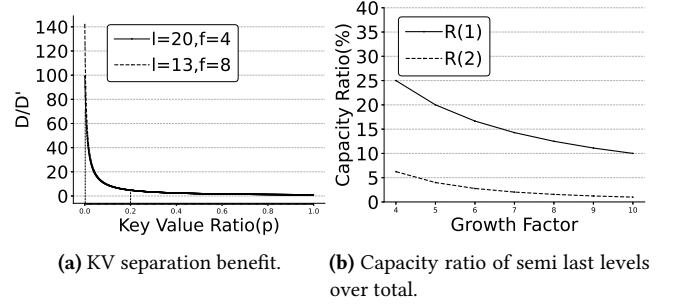 D/D'
140
120
100
80
60
40
20
0
l=20,f=4
l=13,f=8
0.0 0.2 0.4 0.6 0.8 1.0
Key Value Ratio(p)
(a) KV separation benefit.
Capacity Ratio(%)
40
35
30
25
20
15
10
5
0
R(1)
R(2)
4 5 6 7 8 9 10
Growth Factor
(b) Capacity ratio of semi last levels
over total.